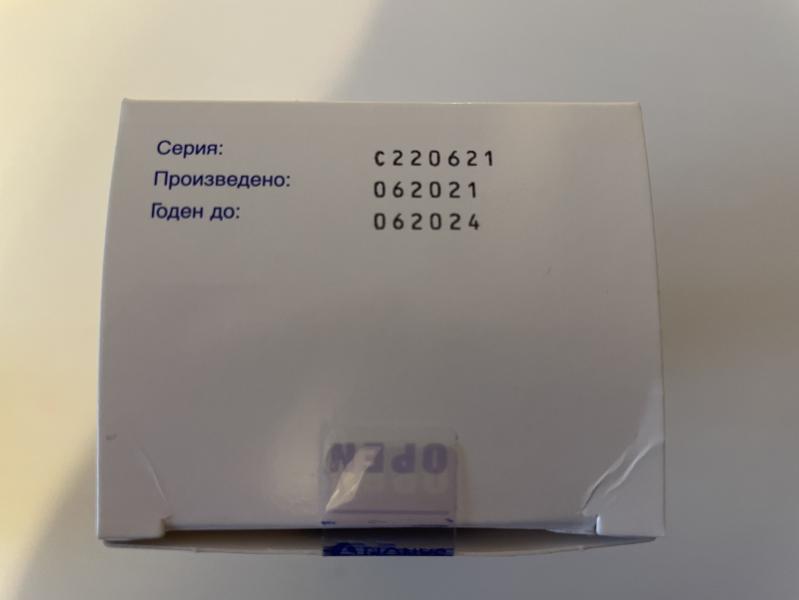 Серия: C220621
Произведено: 062021
Годен до: 062024
OPEN